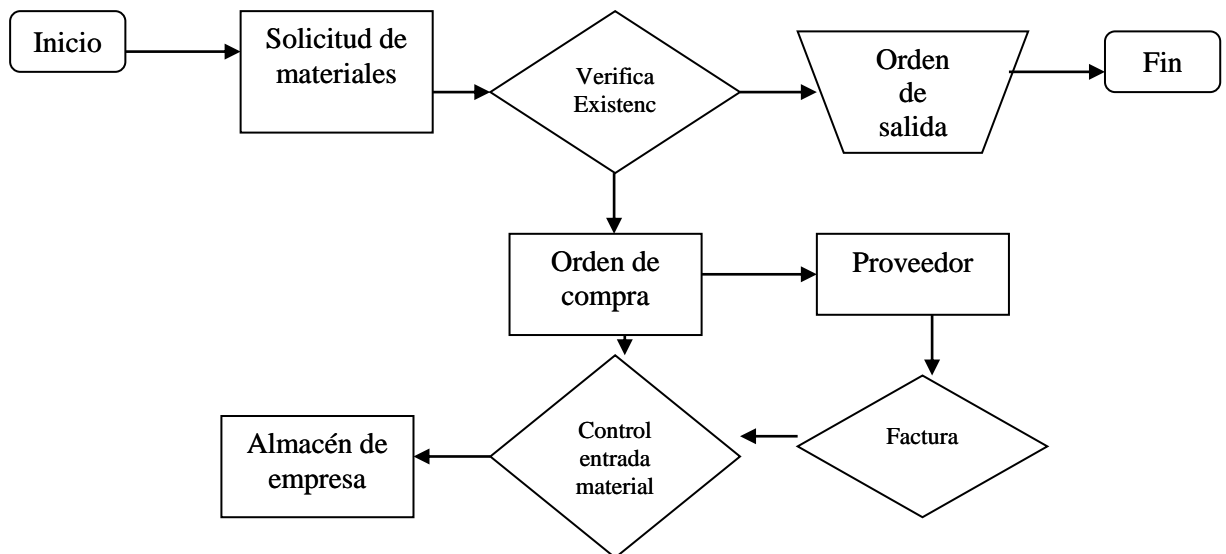 Inicio
Solicitud de
materiales
Verifica
Existenc
Orden
de
salida
Fin
Orden de
compra
Proveedor
Almacén de
empresa
Control
entrada
material
Factura